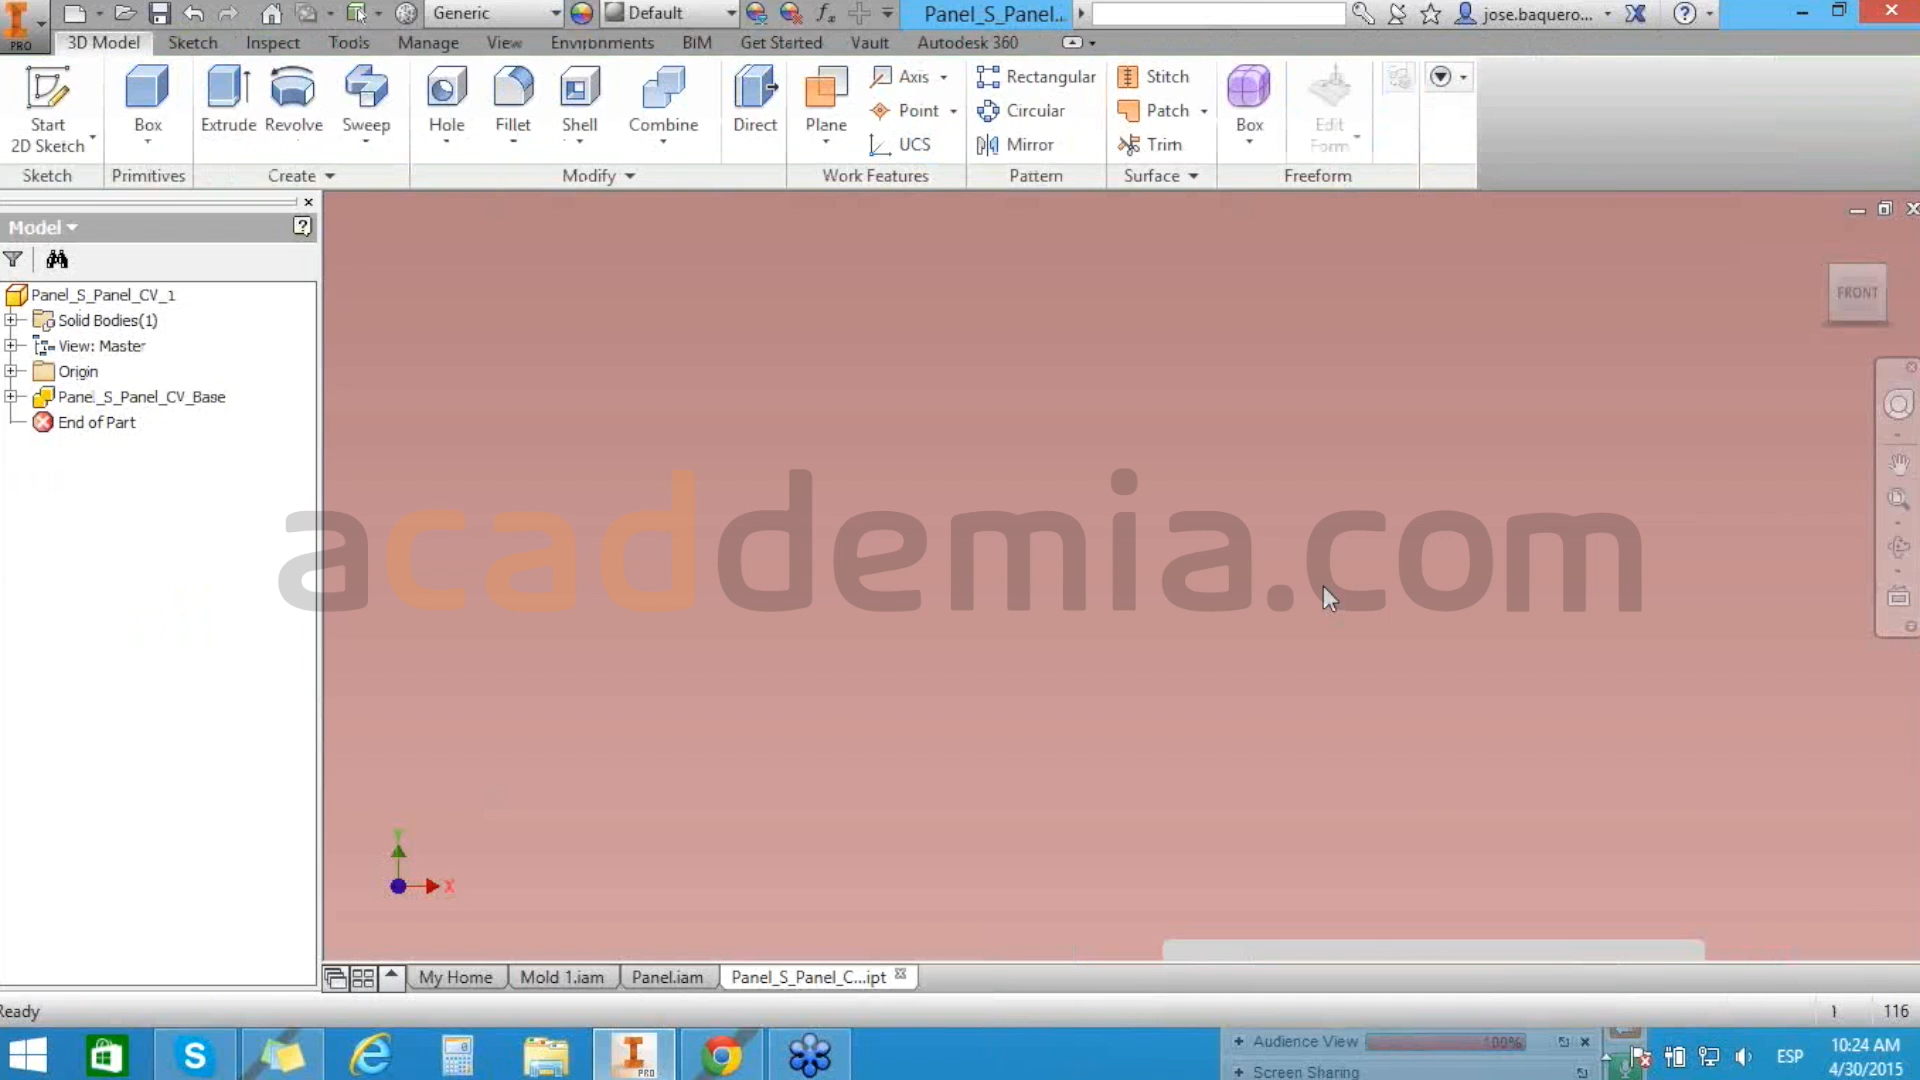 PRO
Generic
Default
Panel_S_Panel...
jose.baquero...
3D Model Sketch Inspect Tools Manage View Environments BIM Get Started Vault Autodesk 360
Start
2D Sketch
Box
Extrude Revolve Sweep
Hole Fillet Shell Combine
Direct
Plane
Axis
Point
UCS
Rectangular
Circular
Mirror
Stitch
Patch
Trim
Box
Edit
Form
Sketch Primitives Create Modify Work Features Pattern Surface Freeform
Model
Panel_S_Panel_CV_1
Solid Bodies(1)
View: Master
Origin
Panel_S_Panel_CV_Base
End of Part
FRONT
acaddemia.com
Y
X
My Home Mold 1.iam Panel.iam Panel_S_Panel_C...ipt
Ready
1 116
Audience View 100%
Screen Sharing
PRO
ESP
10:24 AM
4/30/2015